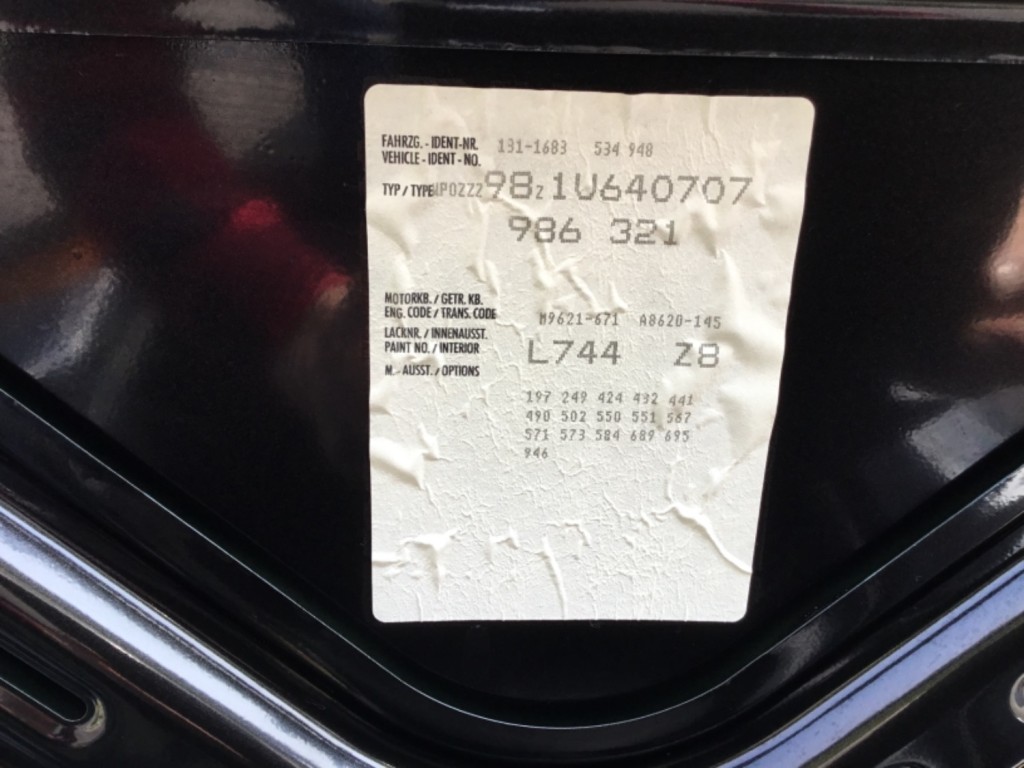 FAHRZG. - IDENT-NR. 131-1683 534 948
VEHICLE - IDENT - NO.
TYP / TYPE WP0ZZZ98Z1U640707
986 321
MOTORKB. / GETR. KB.
ENG. CODE / TRANS. CODE M9621-671 A8620-145
LACKNR. / INNENAUSST.
PAINT NO. / INTERIOR L744 Z8
M. - AUSST. / OPTIONS
197 249 424 432 441
490 502 550 551 567
571 573 584 689 695
946